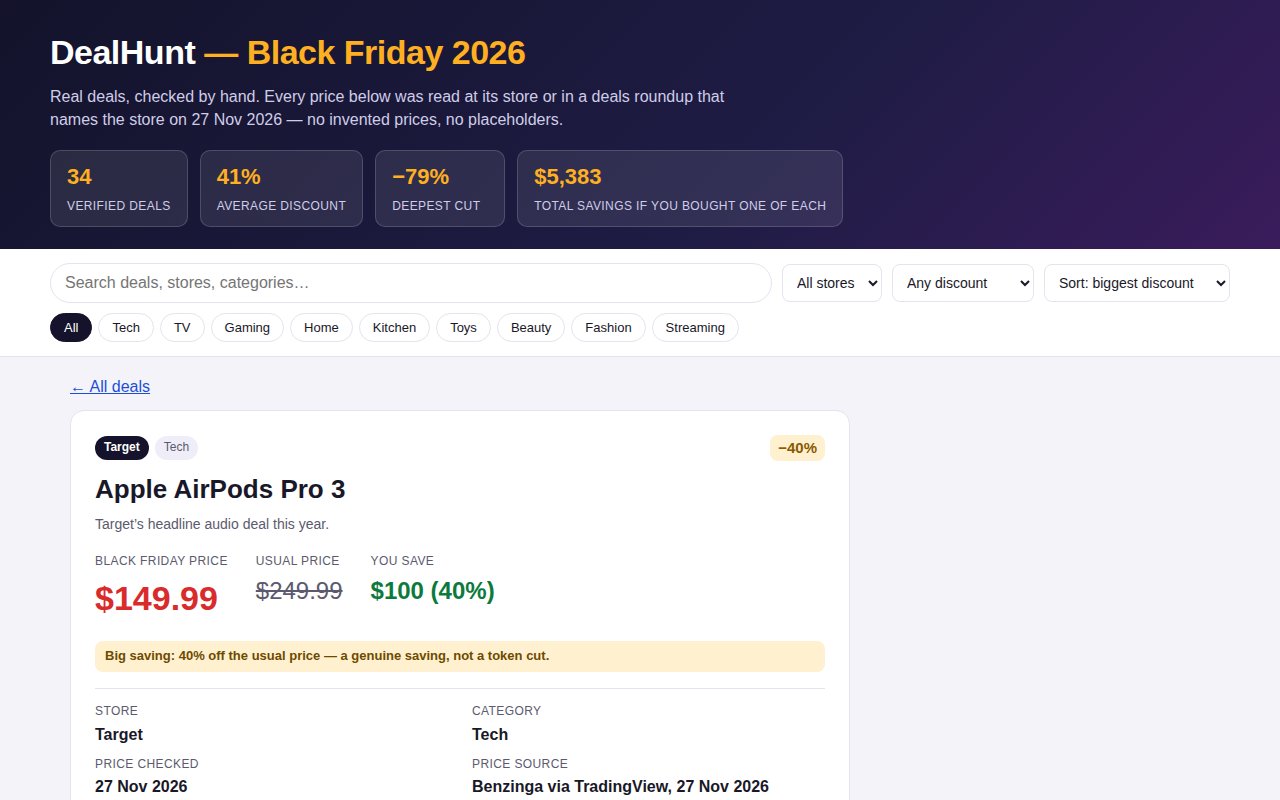 DealHunt — Black Friday 2026
Real deals, checked by hand. Every price below was read at its store or in a deals roundup that
names the store on 27 Nov 2026 — no invented prices, no placeholders.
34
VERIFIED DEALS
41%
AVERAGE DISCOUNT
−79%
DEEPEST CUT
$5,383
TOTAL SAVINGS IF YOU BOUGHT ONE OF EACH
Search deals, stores, categories…
All stores
Any discount
Sort: biggest discount
All
Tech
TV
Gaming
Home
Kitchen
Toys
Beauty
Fashion
Streaming
← All deals
Target
Tech
−40%
Apple AirPods Pro 3
Target's headline audio deal this year.
BLACK FRIDAY PRICE
$149.99
USUAL PRICE
$249.99
YOU SAVE
$100 (40%)
Big saving: 40% off the usual price — a genuine saving, not a token cut.
STORE
Target
CATEGORY
Tech
PRICE CHECKED
27 Nov 2026
PRICE SOURCE
Benzinga via TradingView, 27 Nov 2026